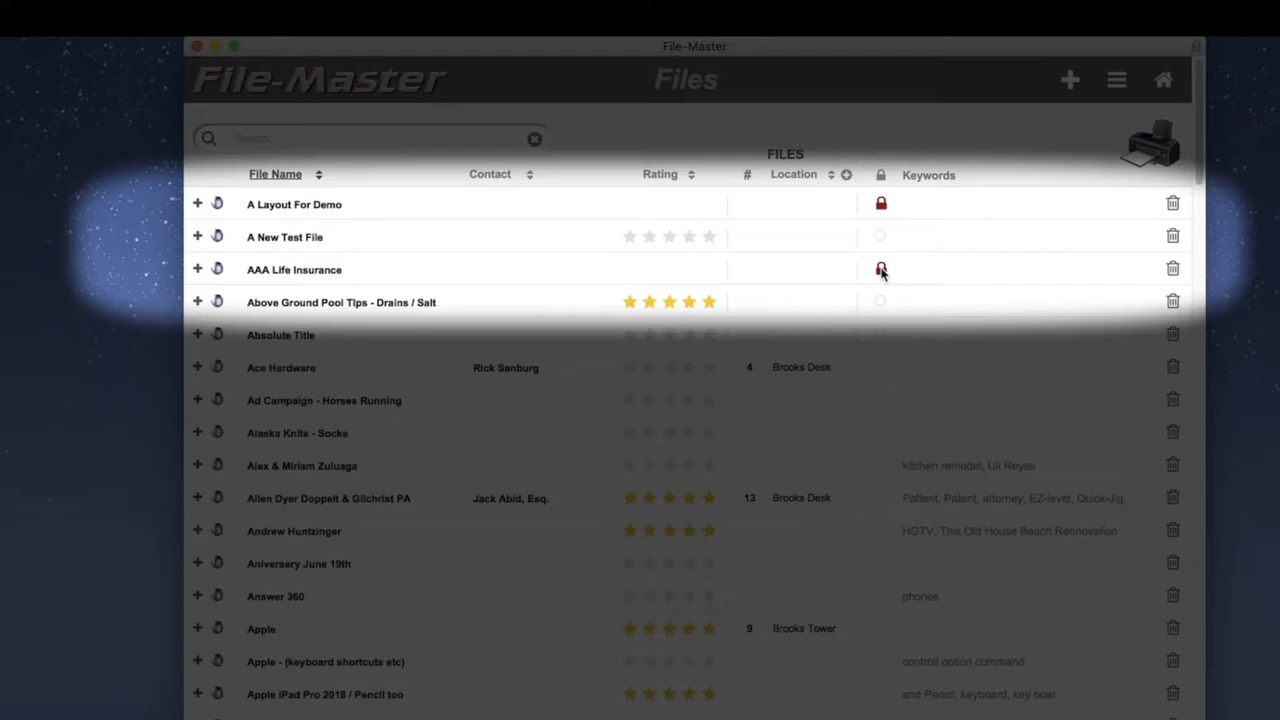 File-Master
File-Master Files
Search...
FILES
File Name Contact Rating # Location Keywords
A Layout For Demo
A New Test File
AAA Life Insurance
Above Ground Pool Tips - Drains / Salt
Absolute Title
Ace Hardware Rick Sanburg 4 Brooks Desk
Ad Campaign - Horses Running
Alaska Knits - Socks
Alex & Miriam Zuluaga kitchen remodel, Uli Reyes
Allen Dyer Doppelt & Gilchrist PA Jack Abid, Esq. 13 Brooks Desk Patlant, Patent, attorney, EZ-level, Quick-Jig,
Andrew Huntzinger HGTV, This Old House Beach Rennovation
Aniversery June 19th
Answer 360 phones
Apple 9 Brooks Tower
Apple - (keyboard shortcuts etc) controll option command
Apple iPad Pro 2018 / Pencil too and Pencil, keyboard, key boar